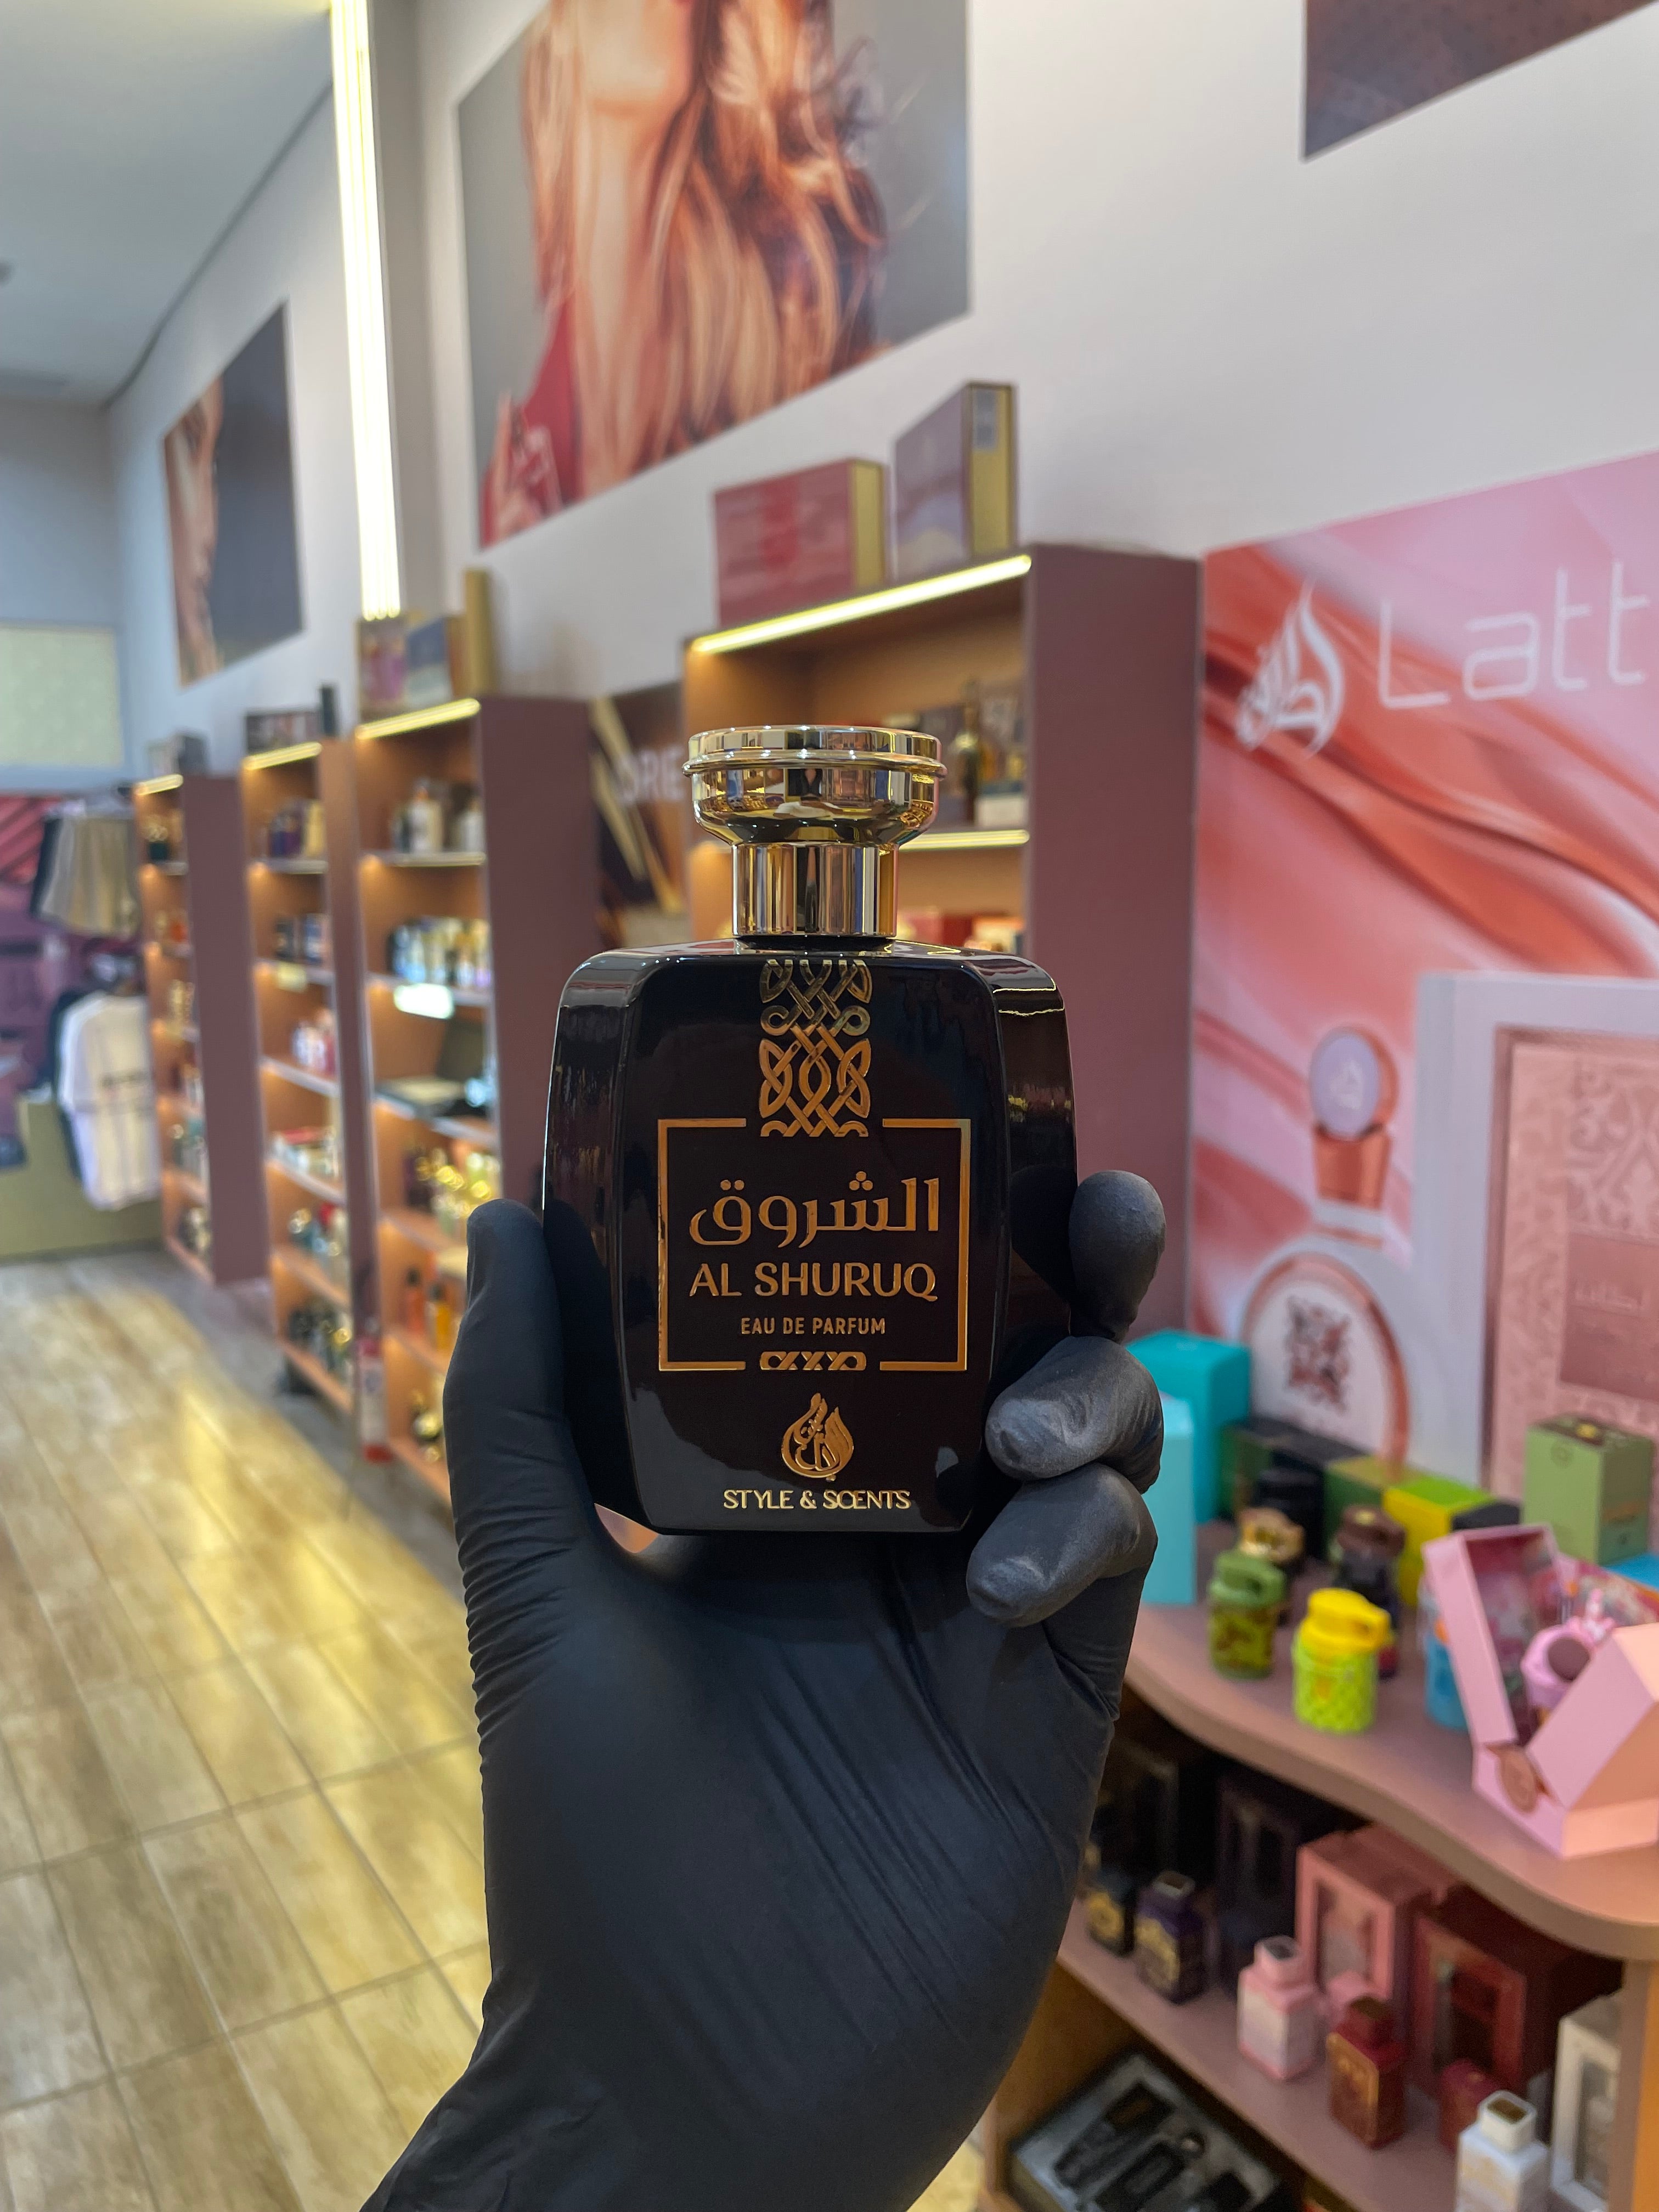 الشروق
AL SHURUQ
EAU DE PARFUM
STYLE & SCENTS
Latt